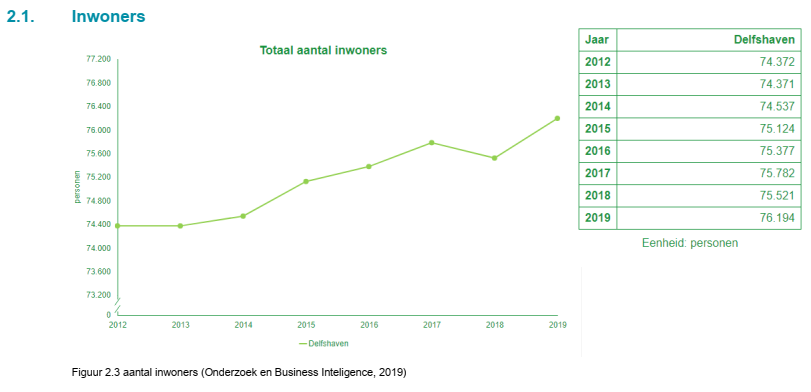 2.1. Inwoners
Totaal aantal inwoners
77.200
76.800
76.400
76.000
75.600
75.200
74.800
74.400
74.000
73.600
73.200
0
personen
2012 2013 2014 2015 2016 2017 2018 2019
Delfshaven
Jaar Delfshaven
2012 74.372
2013 74.371
2014 74.537
2015 75.124
2016 75.377
2017 75.782
2018 75.521
2019 76.194
Eenheid: personen
Figuur 2.3 aantal inwoners (Onderzoek en Business Inteligence, 2019)